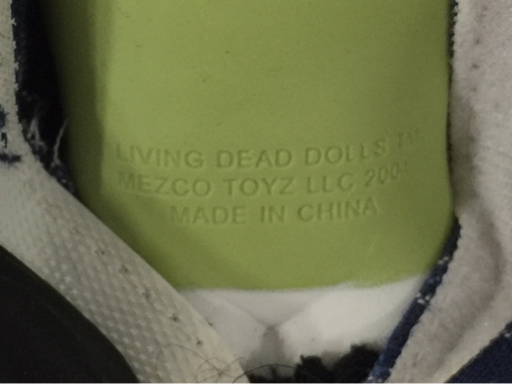 LIVING DEAD DOLLS TM
MEZCO TOYZ LLC
MADE IN CHINA